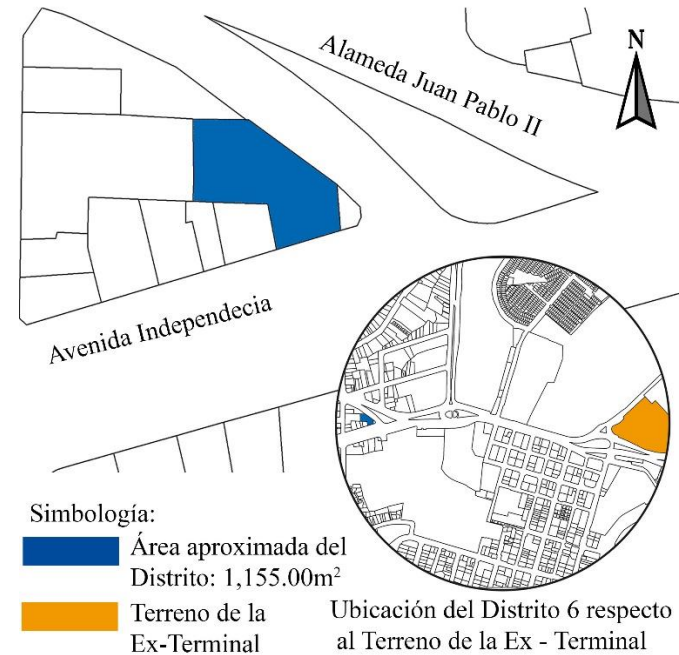 Alameda Juan Pablo II
N
Avenida Independecia
Simbología:
Área aproximada del
Distrito: 1,155.00m²
Terreno de la
Ex-Terminal
Ubicación del Distrito 6 respecto
al Terreno de la Ex - Terminal